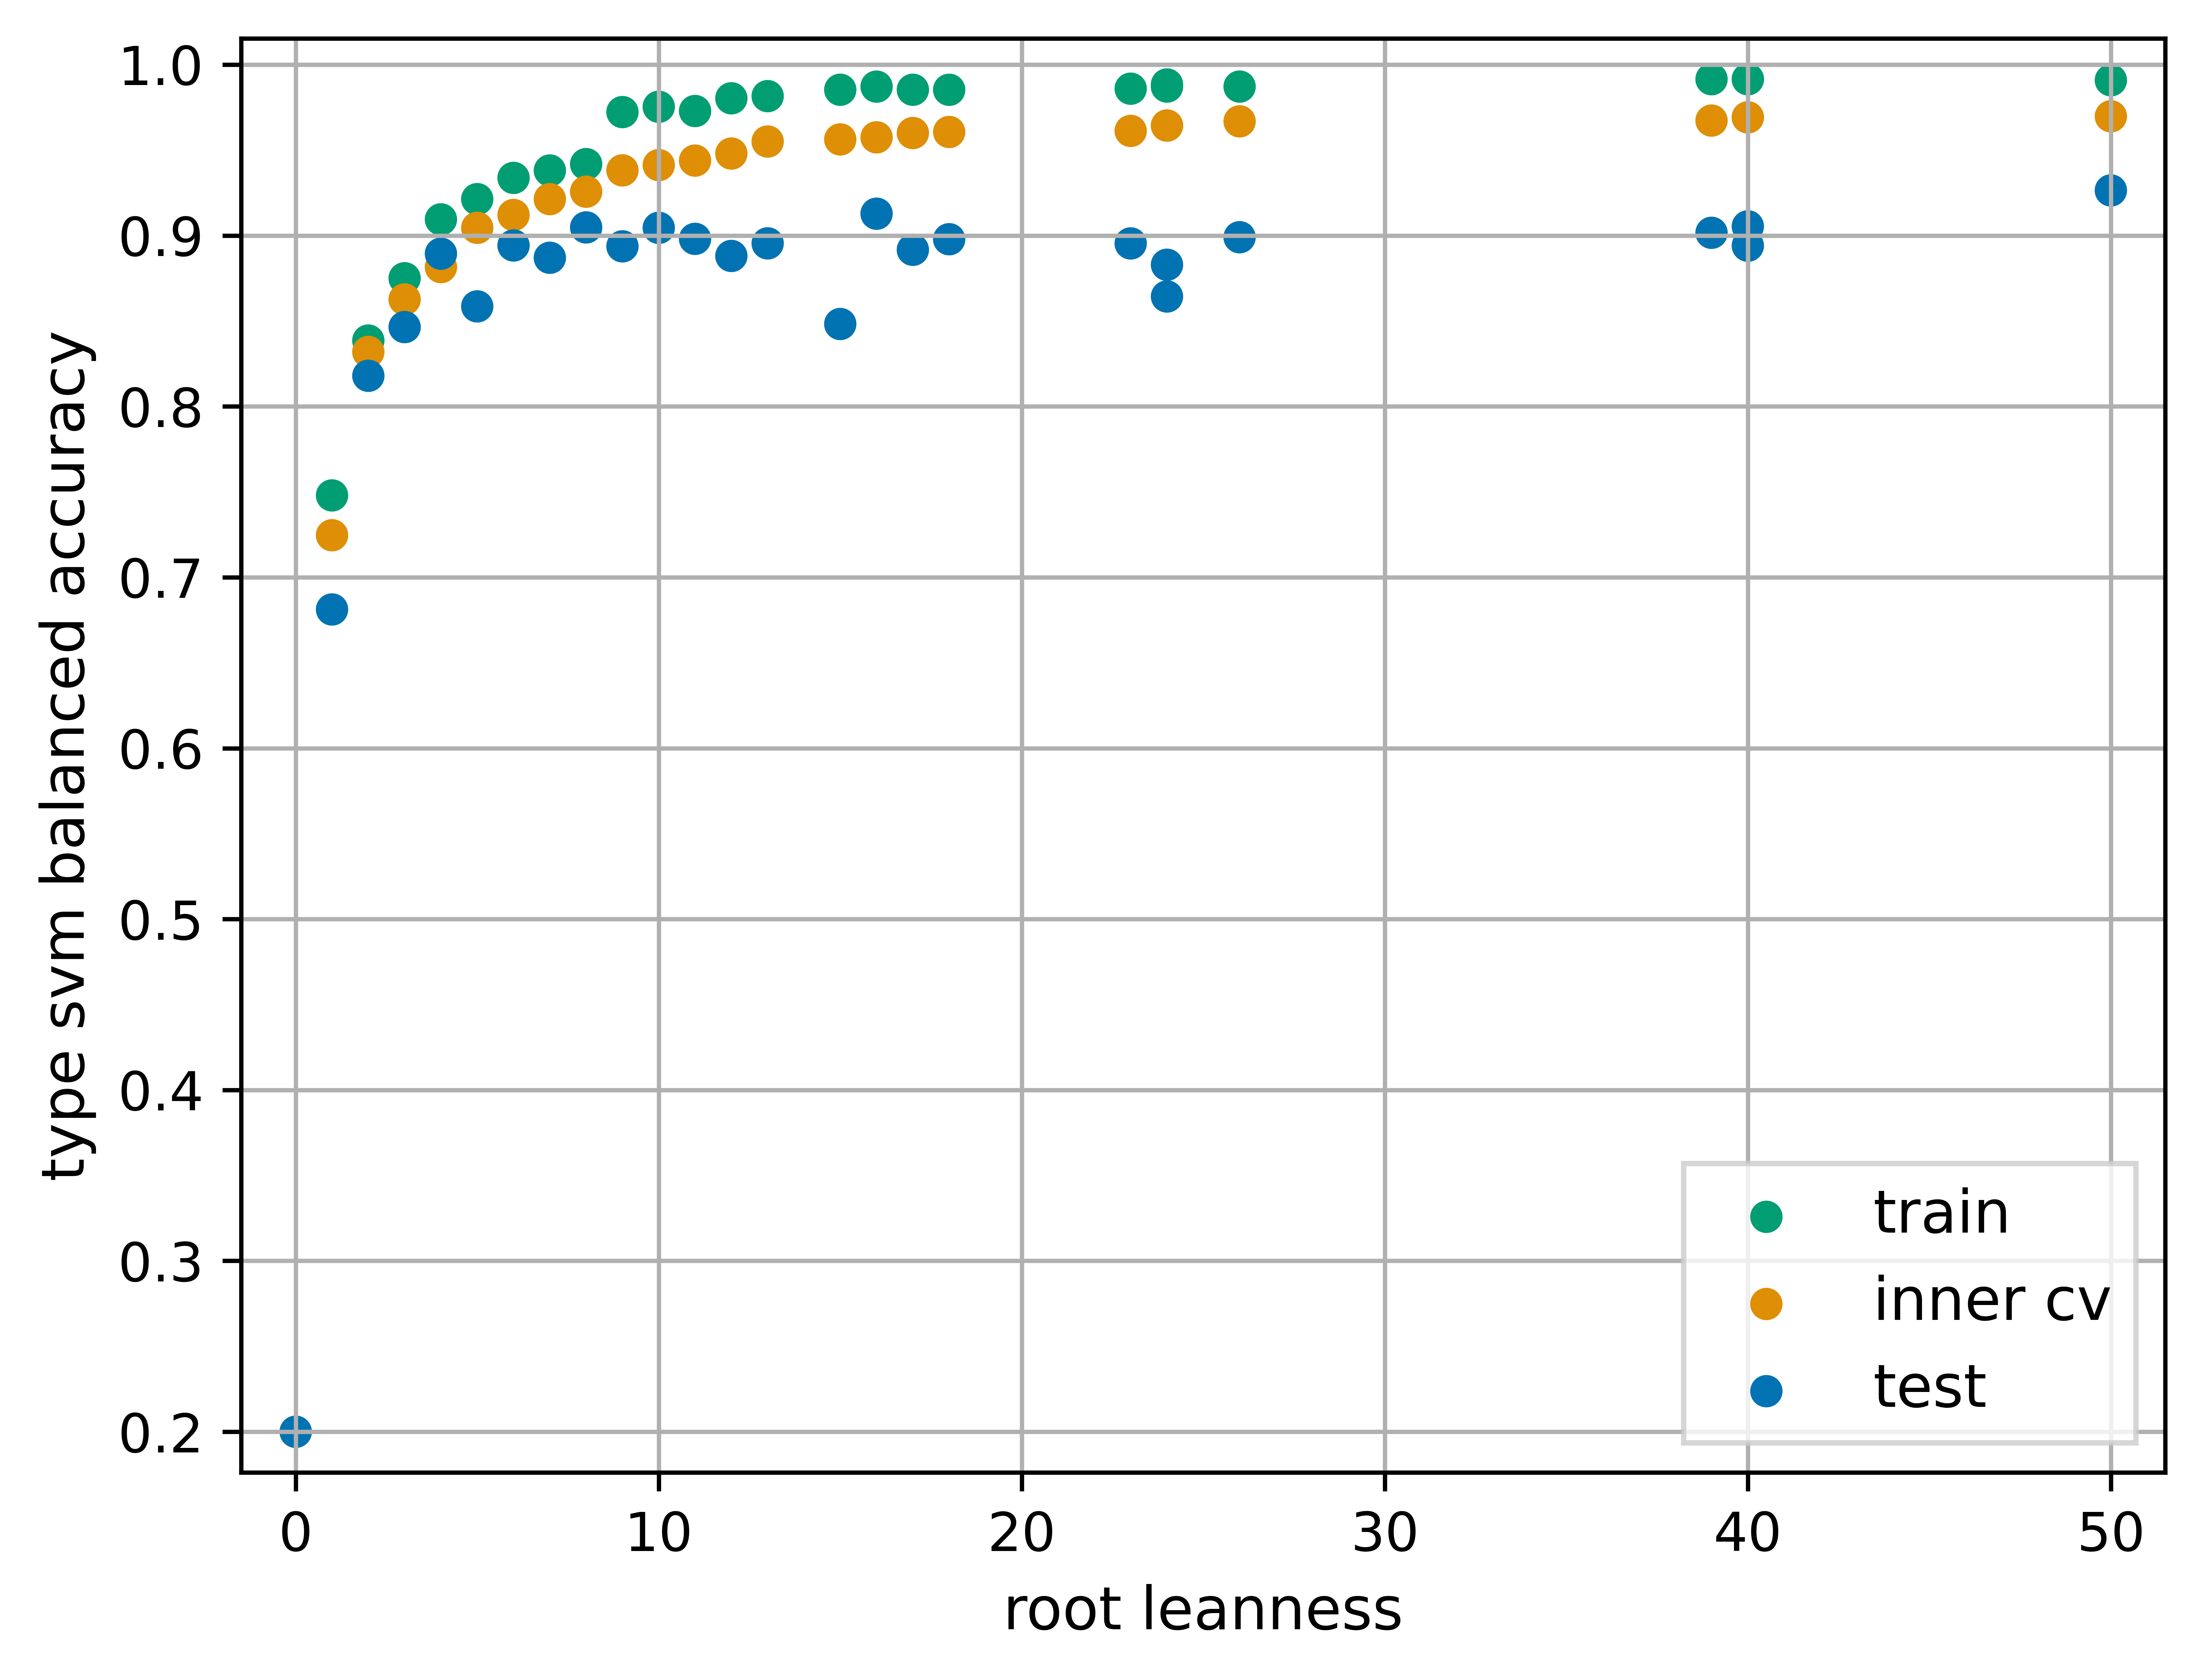 1.0
0.9
0.8
0.7
0.6
0.5
0.4
0.3
0.2
type svm balanced accuracy
train
inner cv
test
0 10 20 30 40 50
root leanness